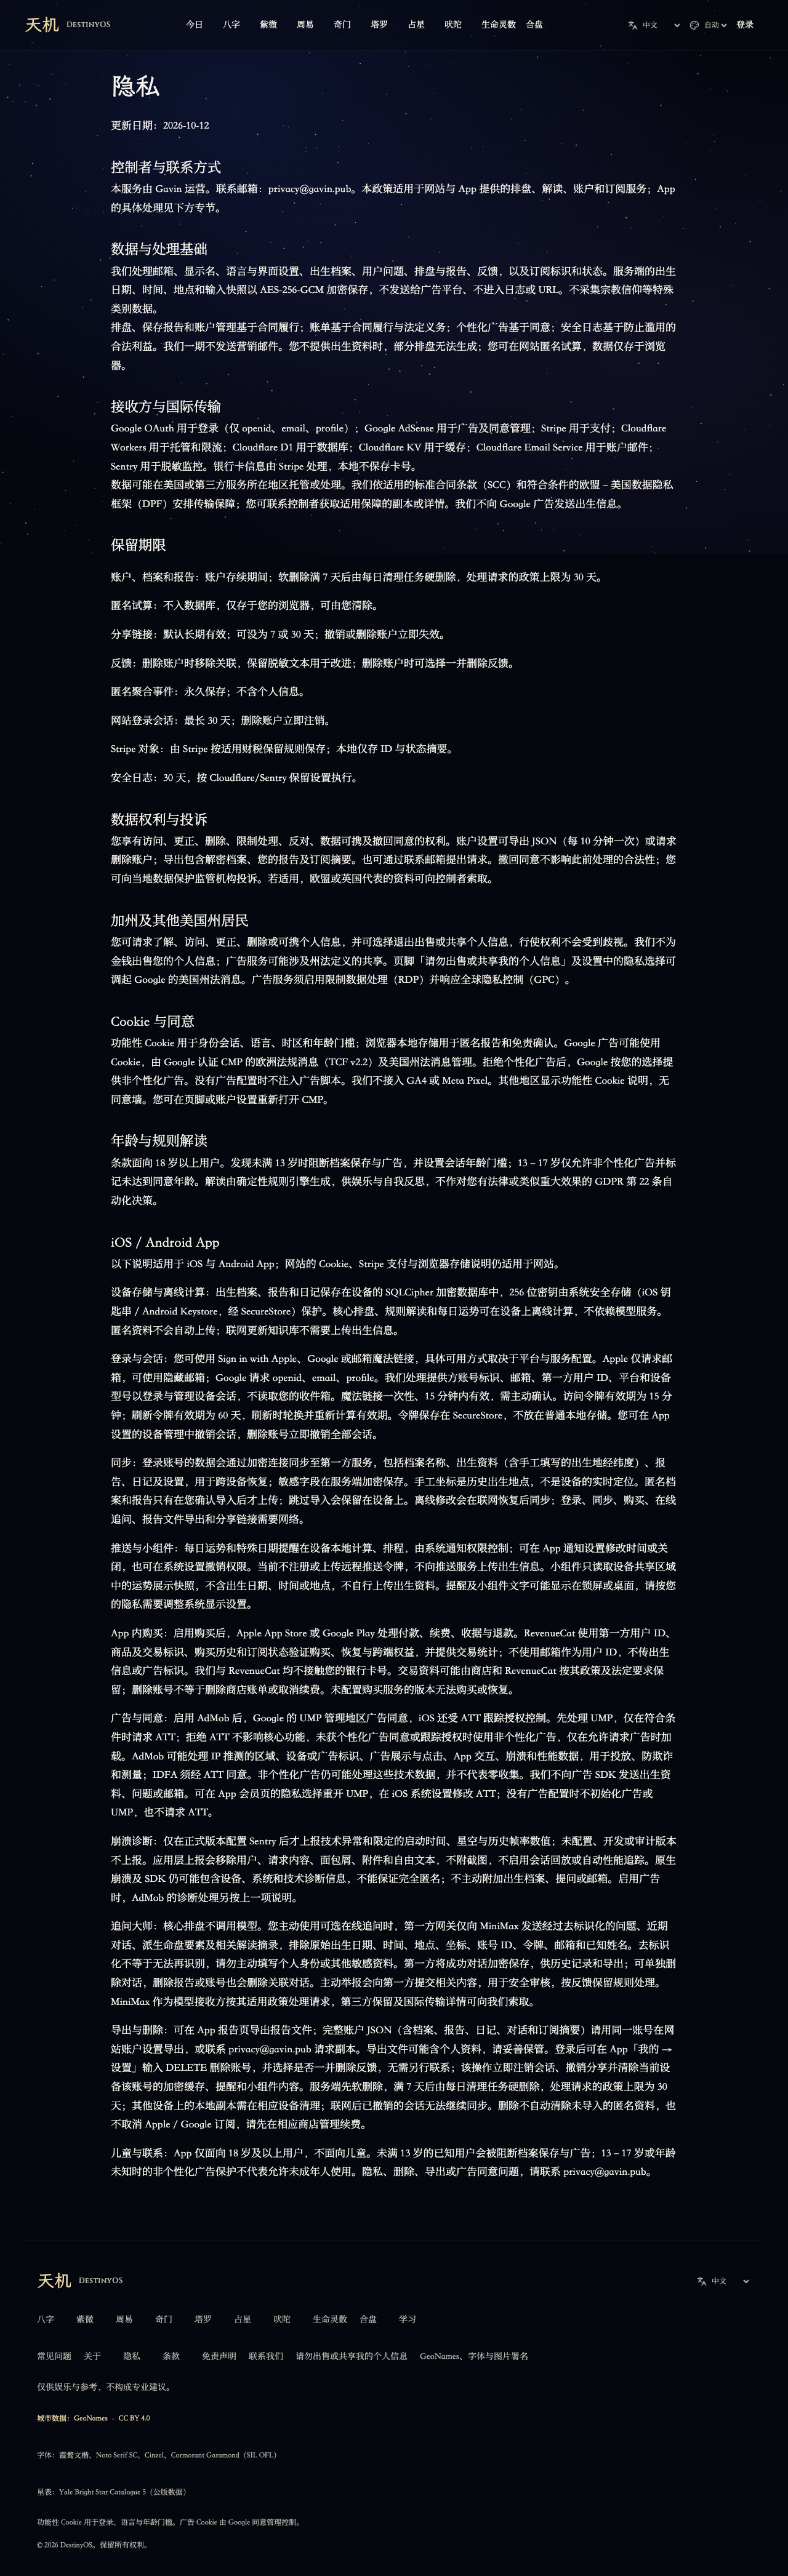 天机 DestinyOS 今日 八字 紫微 周易 奇门 塔罗 占星 吠陀 生命灵数 合盘 中文 自动 登录
隐私
更新日期：2026-10-12
控制者与联系方式
本服务由 Gavin 运营。联系邮箱：privacy@gavin.pub。本政策适用于网站与 App 提供的排盘、解读、账户和订阅服务；App
的具体处理见下方专节。
数据与处理基础
我们处理邮箱、显示名、语言与界面设置、出生档案、用户问题、排盘与报告、反馈，以及订阅标识和状态。服务端的出生
日期、时间、地点和输入快照以 AES-256-GCM 加密保存，不发送给广告平台、不进入日志或 URL。不采集宗教信仰等特殊
类别数据。
排盘、保存报告和账户管理基于合同履行；账单基于合同履行与法定义务；个性化广告基于同意；安全日志基于防止滥用的
合法利益。我们一期不发送营销邮件。您不提供出生资料时，部分排盘无法生成；您可在网站匿名试算，数据仅存于浏览
器。
接收方与国际传输
Google OAuth 用于登录（仅 openid、email、profile）；Google AdSense 用于广告及同意管理；Stripe 用于支付；Cloudflare
Workers 用于托管和限流；Cloudflare D1 用于数据库；Cloudflare KV 用于缓存；Cloudflare Email Service 用于账户邮件；
Sentry 用于脱敏监控。银行卡信息由 Stripe 处理，本地不保存卡号。
数据可能在美国或第三方服务所在地区托管或处理。我们依适用的标准合同条款（SCC）和符合条件的欧盟－美国数据隐私
框架（DPF）安排传输保障；您可联系控制者获取适用保障的副本或详情。我们不向 Google 广告发送出生信息。
保留期限
账户、档案和报告：账户存续期间；软删除满 7 天后由每日清理任务硬删除，处理请求的政策上限为 30 天。
匿名试算：不入数据库，仅存于您的浏览器，可由您清除。
分享链接：默认长期有效；可设为 7 或 30 天；撤销或删除账户立即失效。
反馈：删除账户时移除关联，保留脱敏文本用于改进；删除账户时可选择一并删除反馈。
匿名聚合事件：永久保存；不含个人信息。
网站登录会话：最长 30 天；删除账户立即注销。
Stripe 对象：由 Stripe 按适用财税保留规则保存；本地仅存 ID 与状态摘要。
安全日志：30 天，按 Cloudflare/Sentry 保留设置执行。
数据权利与投诉
您享有访问、更正、删除、限制处理、反对、数据可携及撤回同意的权利。账户设置可导出 JSON（每 10 分钟一次）或请求
删除账户；导出包含解密档案、您的报告及订阅摘要。也可通过联系邮箱提出请求。撤回同意不影响此前处理的合法性；您
可向当地数据保护监管机构投诉。若适用，欧盟或英国代表的资料可向控制者索取。
加州及其他美国州居民
您可请求了解、访问、更正、删除或可携个人信息，并可选择退出出售或共享个人信息，行使权利不会受到歧视。我们不为
金钱出售您的个人信息；广告服务可能涉及州法定义的共享。页脚「请勿出售或共享我的个人信息」及设置中的隐私选择可
调起 Google 的美国州法消息。广告服务须启用限制数据处理（RDP）并响应全球隐私控制（GPC）。
Cookie 与同意
功能性 Cookie 用于身份会话、语言、时区和年龄门槛；浏览器本地存储用于匿名报告和免责确认。Google 广告可能使用
Cookie，由 Google 认证 CMP 的欧洲法规消息（TCF v2.2）及美国州法消息管理。拒绝个性化广告后，Google 按您的选择提
供非个性化广告。没有广告配置时不注入广告脚本。我们不接入 GA4 或 Meta Pixel。其他地区显示功能性 Cookie 说明，无
同意墙。您可在页脚或账户设置重新打开 CMP。
年龄与规则解读
条款面向 18 岁以上用户。发现未满 13 岁时阻断档案保存与广告，并设置会话年龄门槛；13－17 岁仅允许非个性化广告并标
记未达到同意年龄。解读由确定性规则引擎生成，供娱乐与自我反思，不作对您有法律或类似重大效果的 GDPR 第 22 条自
动化决策。
iOS / Android App
以下说明适用于 iOS 与 Android App；网站的 Cookie、Stripe 支付与浏览器存储说明仍适用于网站。
设备存储与离线计算：出生档案、报告和日记保存在设备的 SQLCipher 加密数据库中，256 位密钥由系统安全存储（iOS 钥
匙串 / Android Keystore，经 SecureStore）保护。核心排盘、规则解读和每日运势可在设备上离线计算，不依赖模型服务。
匿名资料不会自动上传；联网更新知识库不需要上传出生信息。
登录与会话：您可使用 Sign in with Apple、Google 或邮箱魔法链接，具体可用方式取决于平台与服务配置。Apple 仅请求邮
箱，可使用隐藏邮箱；Google 请求 openid、email、profile。我们处理提供方账号标识、邮箱、第一方用户 ID、平台和设备
型号以登录与管理设备会话，不读取您的收件箱。魔法链接一次性、15 分钟内有效，需主动确认。访问令牌有效期为 15 分
钟；刷新令牌有效期为 60 天，刷新时轮换并重新计算有效期。令牌保存在 SecureStore，不放在普通本地存储。您可在 App
设置的设备管理中撤销会话，删除账号立即撤销全部会话。
同步：登录账号的数据会通过加密连接同步至第一方服务，包括档案名称、出生资料（含手工填写的出生地经纬度）、报
告、日记及设置，用于跨设备恢复；敏感字段在服务端加密保存。手工坐标是历史出生地点，不是设备的实时定位。匿名档
案和报告只有在您确认导入后才上传；跳过导入会保留在设备上。离线修改会在联网恢复后同步；登录、同步、购买、在线
追问、报告文件导出和分享链接需要网络。
推送与小组件：每日运势和特殊日期提醒在设备本地计算、排程，由系统通知权限控制；可在 App 通知设置修改时间或关
闭，也可在系统设置撤销权限。当前不注册或上传远程推送令牌，不向推送服务上传出生信息。小组件只读取设备共享区域
中的运势展示快照，不含出生日期、时间或地点，不自行上传出生资料。提醒及小组件文字可能显示在锁屏或桌面，请按您
的隐私需要调整系统显示设置。
App 内购买：启用购买后，Apple App Store 或 Google Play 处理付款、续费、收据与退款。RevenueCat 使用第一方用户 ID、
商品及交易标识、购买历史和订阅状态验证购买、恢复与跨端权益，并提供交易统计；不使用邮箱作为用户 ID，不传出生
信息或广告标识。我们与 RevenueCat 均不接触您的银行卡号。交易资料可能由商店和 RevenueCat 按其政策及法定要求保
留；删除账号不等于删除商店账单或取消续费。未配置购买服务的版本无法购买或恢复。
广告与同意：启用 AdMob 后，Google 的 UMP 管理地区广告同意，iOS 还受 ATT 跟踪授权控制。先处理 UMP，仅在符合条
件时请求 ATT；拒绝 ATT 不影响核心功能，未获个性化广告同意或跟踪授权时使用非个性化广告，仅在允许请求广告时加
载。AdMob 可能处理 IP 推测的区域、设备或广告标识、广告展示与点击、App 交互、崩溃和性能数据，用于投放、防欺诈
和测量；IDFA 须经 ATT 同意。非个性化广告仍可能处理这些技术数据，并不代表零收集。我们不向广告 SDK 发送出生资
料、问题或邮箱。可在 App 会员页的隐私选择重开 UMP，在 iOS 系统设置修改 ATT；没有广告配置时不初始化广告或
UMP，也不请求 ATT。
崩溃诊断：仅在正式版本配置 Sentry 后才上报技术异常和限定的启动时间、星空与历史帧率数值；未配置、开发或审计版本
不上报。应用层上报会移除用户、请求内容、面包屑、附件和自由文本，不附截图，不启用会话回放或自动性能追踪。原生
崩溃及 SDK 仍可能包含设备、系统和技术诊断信息，不能保证完全匿名；不主动附加出生档案、提问或邮箱。启用广告
时，AdMob 的诊断处理另按上一项说明。
追问大师：核心排盘不调用模型。您主动使用可选在线追问时，第一方网关仅向 MiniMax 发送经过去标识化的问题、近期
对话、派生命盘要素及相关解读摘录，排除原始出生日期、时间、地点、坐标、账号 ID、令牌、邮箱和已知姓名。去标识
化不等于无法再识别，请勿主动填写个人身份或其他敏感资料。第一方将成功对话加密保存，供历史记录和导出；可单独删
除对话，删除报告或账号也会删除关联对话。主动举报会向第一方提交相关内容，用于安全审核，按反馈保留规则处理。
MiniMax 作为模型接收方按其适用政策处理请求，第三方保留及国际传输详情可向我们索取。
导出与删除：可在 App 报告页导出报告文件；完整账户 JSON（含档案、报告、日记、对话和订阅摘要）请用同一账号在网
站账户设置导出，或联系 privacy@gavin.pub 请求副本。导出文件可能含个人资料，请妥善保管。登录后可在 App「我的 →
设置」输入 DELETE 删除账号，并选择是否一并删除反馈，无需另行联系；该操作立即注销会话、撤销分享并清除当前设
备该账号的加密缓存、提醒和小组件内容。服务端先软删除，满 7 天后由每日清理任务硬删除，处理请求的政策上限为 30
天；其他设备上的本地副本需在相应设备清理；联网后已撤销的会话无法继续同步。删除不自动清除未导入的匿名资料，也
不取消 Apple / Google 订阅，请先在相应商店管理续费。
儿童与联系：App 仅面向 18 岁及以上用户，不面向儿童。未满 13 岁的已知用户会被阻断档案保存与广告；13－17 岁或年龄
未知时的非个性化广告保护不代表允许未成年人使用。隐私、删除、导出或广告同意问题，请联系 privacy@gavin.pub。
天机 DestinyOS 中文
八字 紫微 周易 奇门 塔罗 占星 吠陀 生命灵数 合盘 学习
常见问题 关于 隐私 条款 免责声明 联系我们 请勿出售或共享我的个人信息 GeoNames、字体与图片署名
仅供娱乐与参考，不构成专业建议。
城市数据：GeoNames · CC BY 4.0
字体：霞鹜文楷、Noto Serif SC、Cinzel、Cormorant Garamond（SIL OFL）
星表：Yale Bright Star Catalogue 5（公版数据）
功能性 Cookie 用于登录、语言与年龄门槛。广告 Cookie 由 Google 同意管理控制。
© 2026 DestinyOS。保留所有权利。